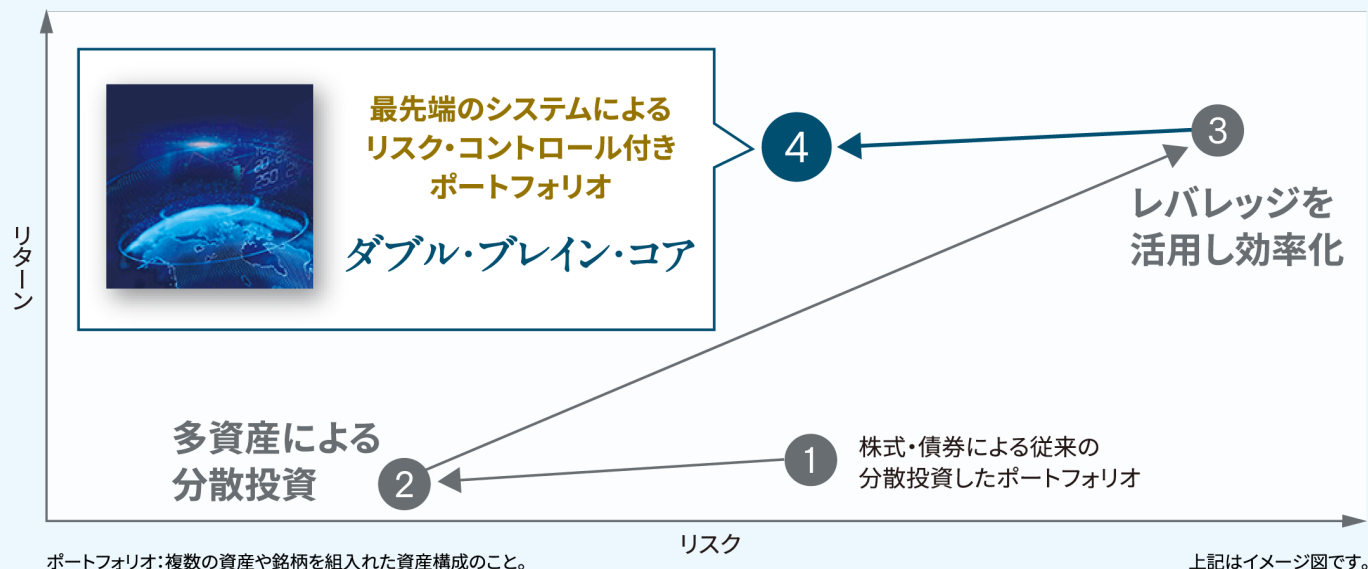 リターン
最先端のシステムによる
リスク・コントロール付き
ポートフォリオ
ダブル・ブレイン・コア
4
3
レバレッジを
活用し効率化
多資産による
分散投資
2
1
株式・債券による従来の
分散投資したポートフォリオ
リスク
ポートフォリオ：複数の資産や銘柄を組入れた資産構成のこと。
上記はイメージ図です。